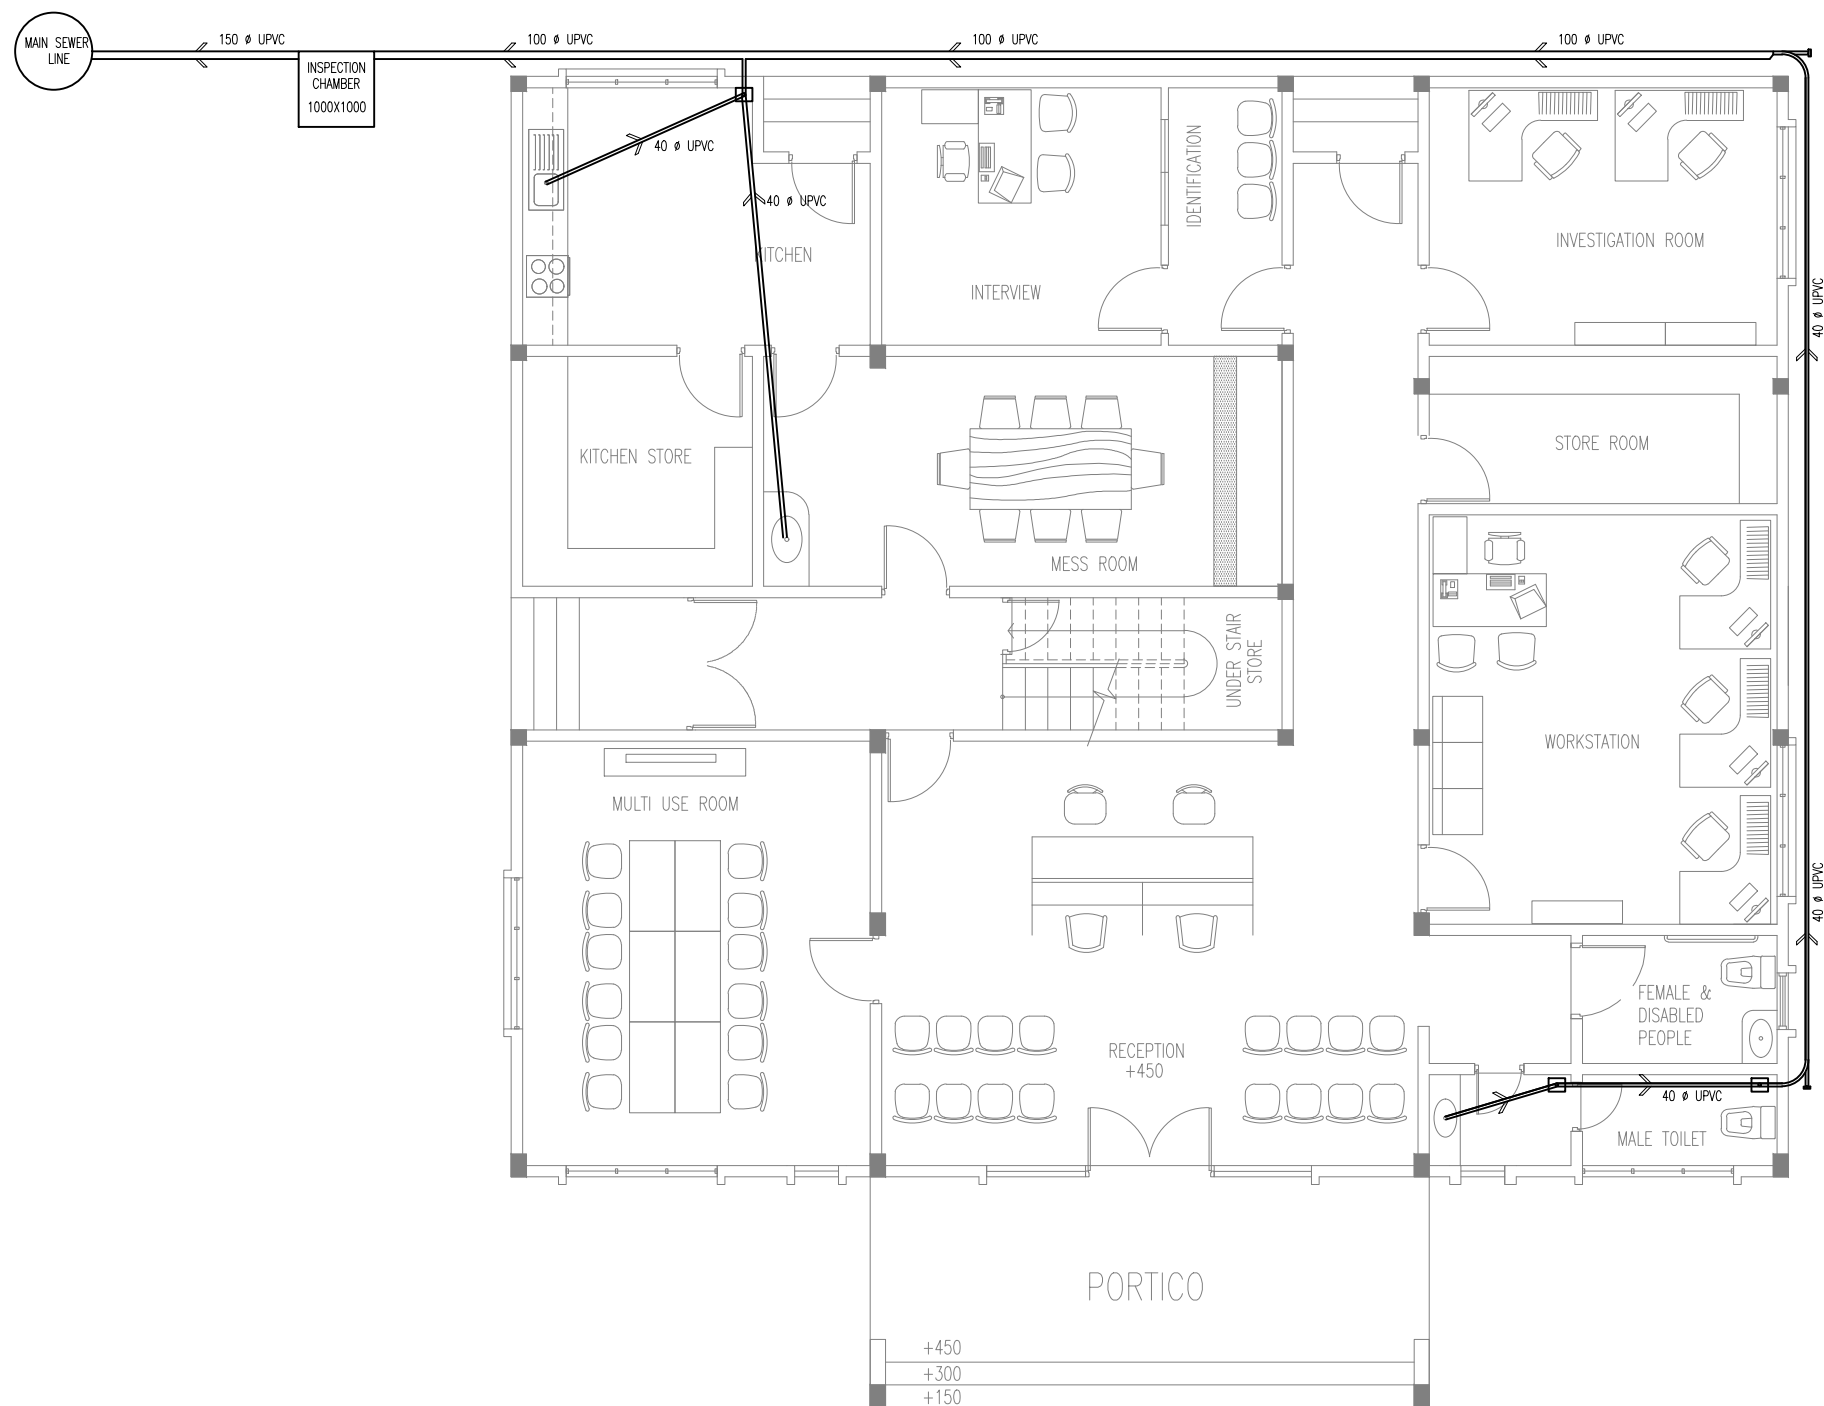 150 ø UPVC
100 ø UPVC
100 ø UPVC
100 ø UPVC
MAIN SEWER
LINE
INSPECTION
CHAMBER
1000X1000
40 ø UPVC
40 ø UPVC
KITCHEN
INTERVIEW
IDENTIFICATION
INVESTIGATION ROOM
40 ø UPVC
KITCHEN STORE
MESS ROOM
STORE ROOM
UNDER STAIR
STORE
WORKSTATION
MULTI USE ROOM
40 ø UPVC
FEMALE &
DISABLED
PEOPLE
RECEPTION
+450
40 ø UPVC
MALE TOILET
PORTICO
+450
+300
+150